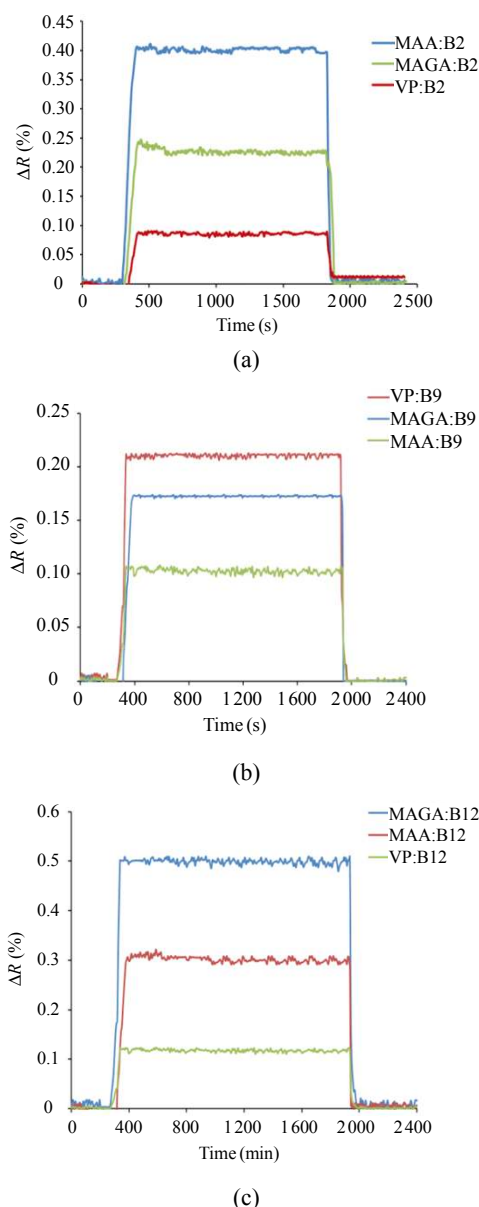 MAA:B2
MAGA:B2
VP:B2
0.45
0.40
0.35
0.30
0.25
0.20
0.15
0.10
0.05
0
ΔR (%)
0 500 1 000 1 500 2 000 2 500
Time (s)
(a)
VP:B9
MAGA:B9
MAA:B9
0.25
0.20
0.15
0.10
0.05
0
ΔR (%)
0 400 800 1 200 1 600 2 000 2 400
Time (s)
(b)
MAGA:B12
MAA:B12
VP:B12
0.6
0.5
0.4
0.3
0.2
0.1
0
ΔR (%)
0 400 800 1 200 1 600 2 000 2 400
Time (min)
(c)